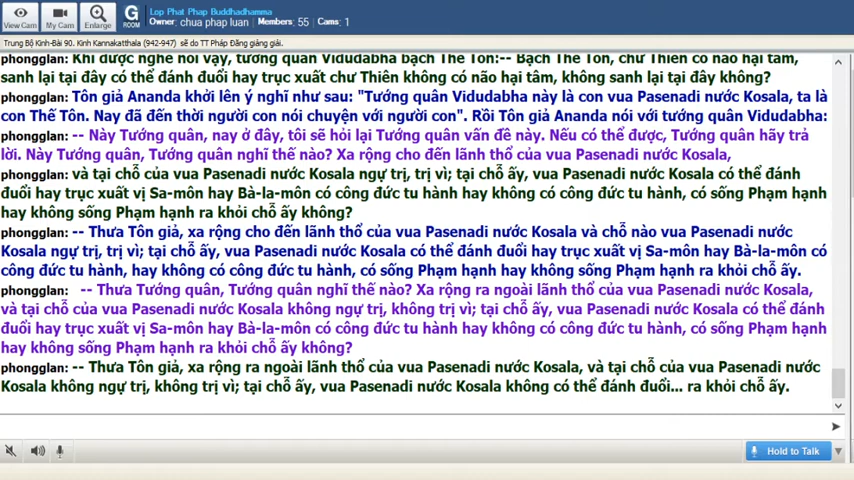 View Cam
My Cam
Enlarge
G
ROOM
Lop Phat Phap Buddhadhamma
Owner: chua phap luan | Members: 55 | Cams: 1
Trung Bộ Kinh-Bài 90. Kinh Kannakatthala (942-947) sẽ do TT Pháp Đăng giảng giải.
phongglan: Khi được nghe nói vậy, tướng quân Vidudabha bạch Thế Tôn:-- Bạch Thế Tôn, chư Thiên có não hại tâm,
sanh lại tại đây có thể đánh đuổi hay trục xuất chư Thiên không có não hại tâm, không sanh lại tại đây không?
phongglan: Tôn giả Ananda khởi lên ý nghĩ như sau: "Tướng quân Vidudabha này là con vua Pasenadi nước Kosala, ta là
con Thế Tôn. Nay đã đến thời người con nói chuyện với người con". Rồi Tôn giả Ananda nói với tướng quân Vidudabha:
phongglan: -- Này Tướng quân, nay ở đây, tôi sẽ hỏi lại Tướng quân vấn đề này. Nếu có thể được, Tướng quân hãy trả
lời. Này Tướng quân, Tướng quân nghĩ thế nào? Xa rộng cho đến lãnh thổ của vua Pasenadi nước Kosala,
phongglan: và tại chỗ của vua Pasenadi nước Kosala ngự trị, trị vì; tại chỗ ấy, vua Pasenadi nước Kosala có thể đánh
đuổi hay trục xuất vị Sa-môn hay Bà-la-môn có công đức tu hành hay không có công đức tu hành, có sống Phạm hạnh
hay không sống Phạm hạnh ra khỏi chỗ ấy không?
phongglan: -- Thưa Tôn giả, xa rộng cho đến lãnh thổ của vua Pasenadi nước Kosala và chỗ nào vua Pasenadi nước
Kosala ngự trị, trị vì; tại chỗ ấy, vua Pasenadi nước Kosala có thể đánh đuổi hay trục xuất vị Sa-môn hay Bà-la-môn có
công đức tu hành, hay không có công đức tu hành, có sống Phạm hạnh hay không sống Phạm hạnh ra khỏi chỗ ấy.
phongglan: -- Thưa Tướng quân, Tướng quân nghĩ thế nào? Xa rộng ra ngoài lãnh thổ của vua Pasenadi nước Kosala,
và tại chỗ của vua Pasenadi nước Kosala không ngự trị, không trị vì; tại chỗ ấy, vua Pasenadi nước Kosala có thể đánh
đuổi hay trục xuất vị Sa-môn hay Bà-la-môn có công đức tu hành hay không có công đức tu hành, có sống Phạm hạnh
hay không sống Phạm hạnh ra khỏi chỗ ấy không?
phongglan: -- Thưa Tôn giả, xa rộng ra ngoài lãnh thổ của vua Pasenadi nước Kosala, và tại chỗ của vua Pasenadi nước
Kosala không ngự trị, không trị vì; tại chỗ ấy, vua Pasenadi nước Kosala không có thể đánh đuổi... ra khỏi chỗ ấy.
Hold to Talk